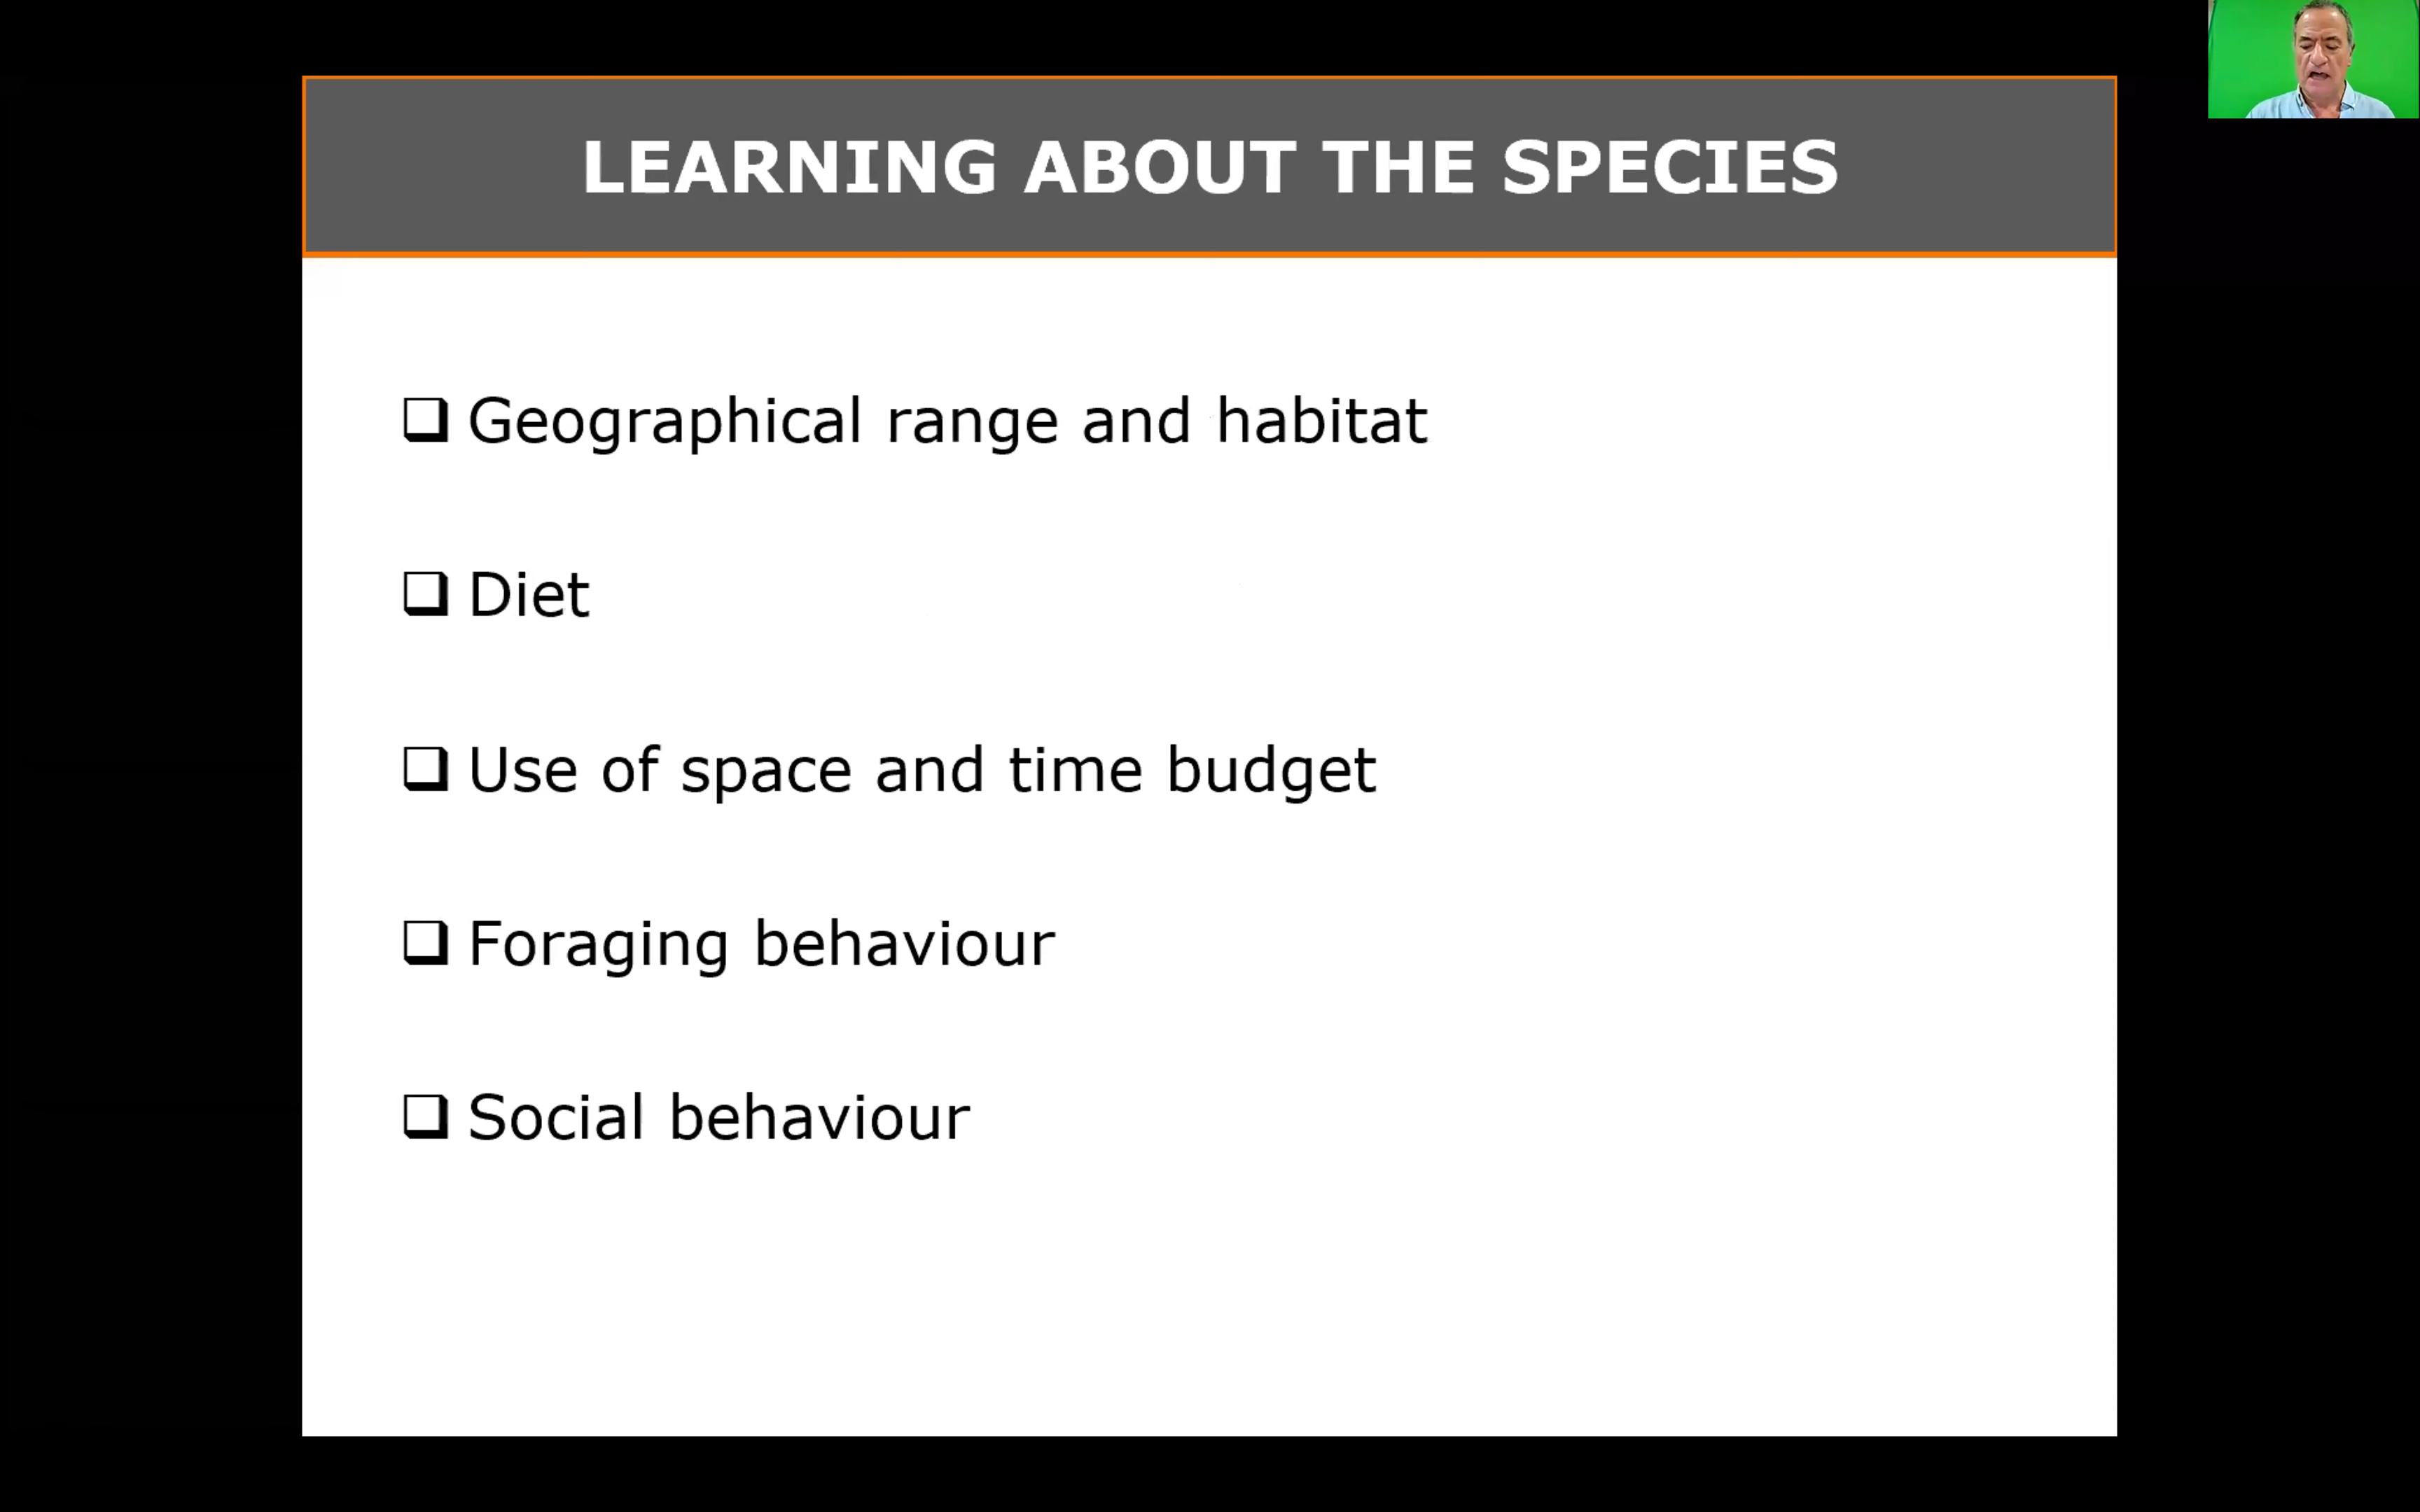 LEARNING ABOUT THE SPECIES
Geographical range and habitat
Diet
Use of space and time budget
Foraging behaviour
Social behaviour